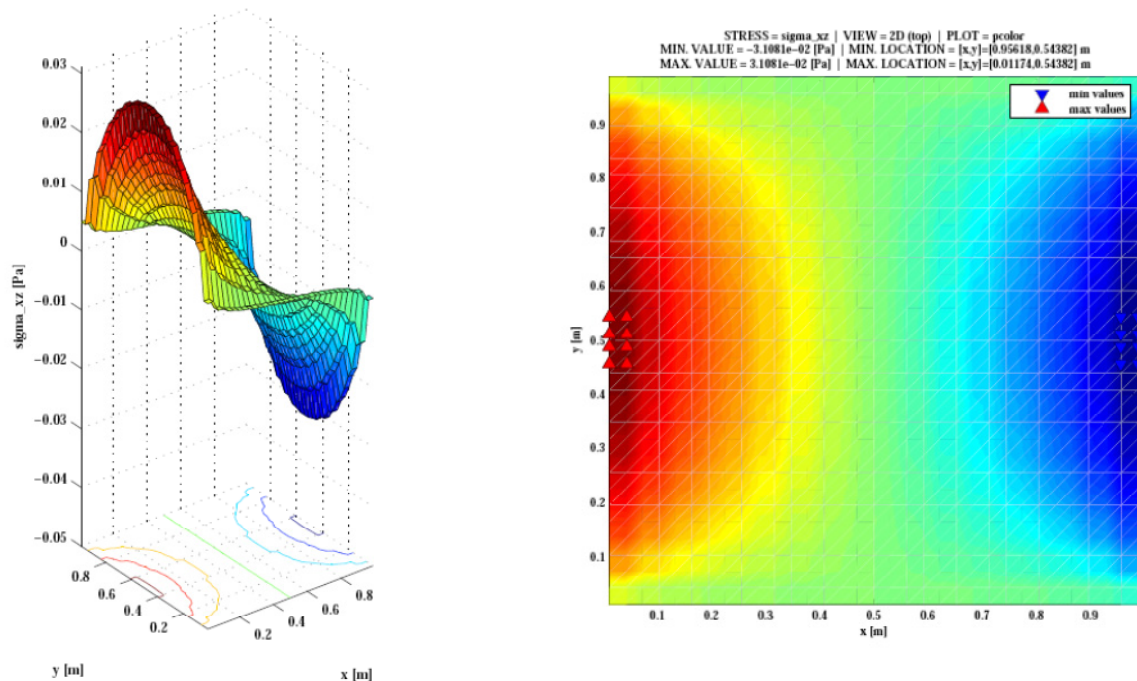 0.03
0.02
0.01
0
−0.01
−0.02
−0.03
−0.04
−0.05
sigma_xz [Pa]
0.8
0.6
0.4
0.2
y [m]
0.2
0.4
0.6
0.8
x [m]
STRESS = sigma_xz | VIEW = 2D (top) | PLOT = pcolor
MIN. VALUE = −3.1081e−02 [Pa] | MIN. LOCATION = [x,y]=[0.95618,0.54382] m
MAX. VALUE = 3.1081e−02 [Pa] | MAX. LOCATION = [x,y]=[0.01174,0.54382] m
min values
max values
0.9
0.8
0.7
0.6
0.5
0.4
0.3
0.2
0.1
y [m]
0.1 0.2 0.3 0.4 0.5 0.6 0.7 0.8 0.9
x [m]